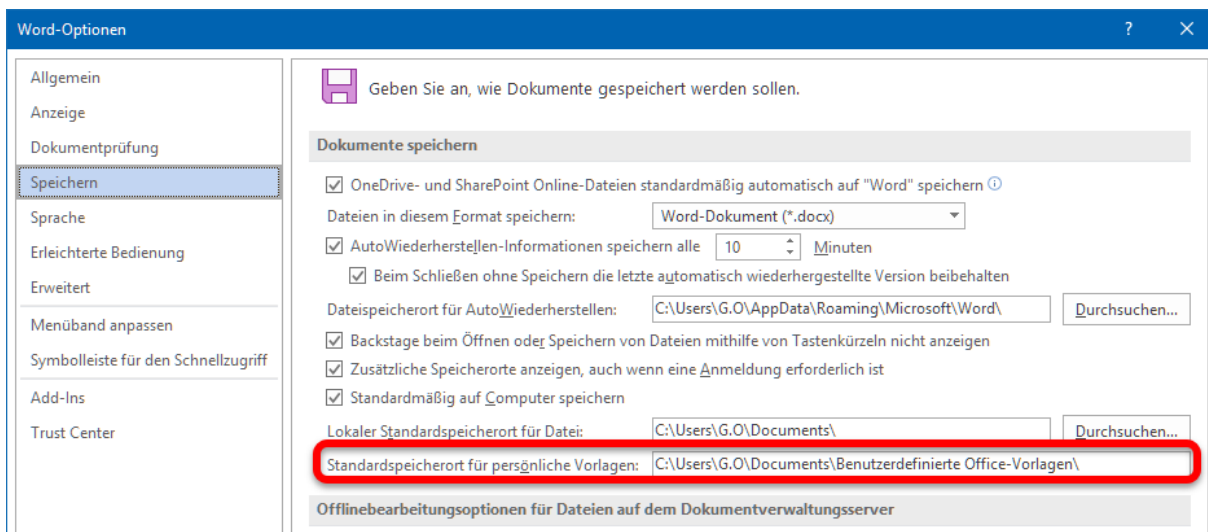 Word-Optionen ? ×
Allgemein
Anzeige
Dokumentprüfung
Speichern
Sprache
Erleichterte Bedienung
Erweitert
Menüband anpassen
Symbolleiste für den Schnellzugriff
Add-Ins
Trust Center
Geben Sie an, wie Dokumente gespeichert werden sollen.
Dokumente speichern
OneDrive- und SharePoint Online-Dateien standardmäßig automatisch auf "Word" speichern
Dateien in diesem Format speichern: Word-Dokument (*.docx)
AutoWiederherstellen-Informationen speichern alle 10 Minuten
Beim Schließen ohne Speichern die letzte automatisch wiederhergestellte Version beibehalten
Dateispeicherort für AutoWiederherstellen: C:\Users\G.O\AppData\Roaming\Microsoft\Word\ Durchsuchen...
Backstage beim Öffnen oder Speichern von Dateien mithilfe von Tastenkürzeln nicht anzeigen
Zusätzliche Speicherorte anzeigen, auch wenn eine Anmeldung erforderlich ist
Standardmäßig auf Computer speichern
Lokaler Standardspeicherort für Datei: C:\Users\G.O\Documents\ Durchsuchen...
Standardspeicherort für persönliche Vorlagen: C:\Users\G.O\Documents\Benutzerdefinierte Office-Vorlagen\
Offlinebearbeitungsoptionen für Dateien auf dem Dokumentverwaltungsserver